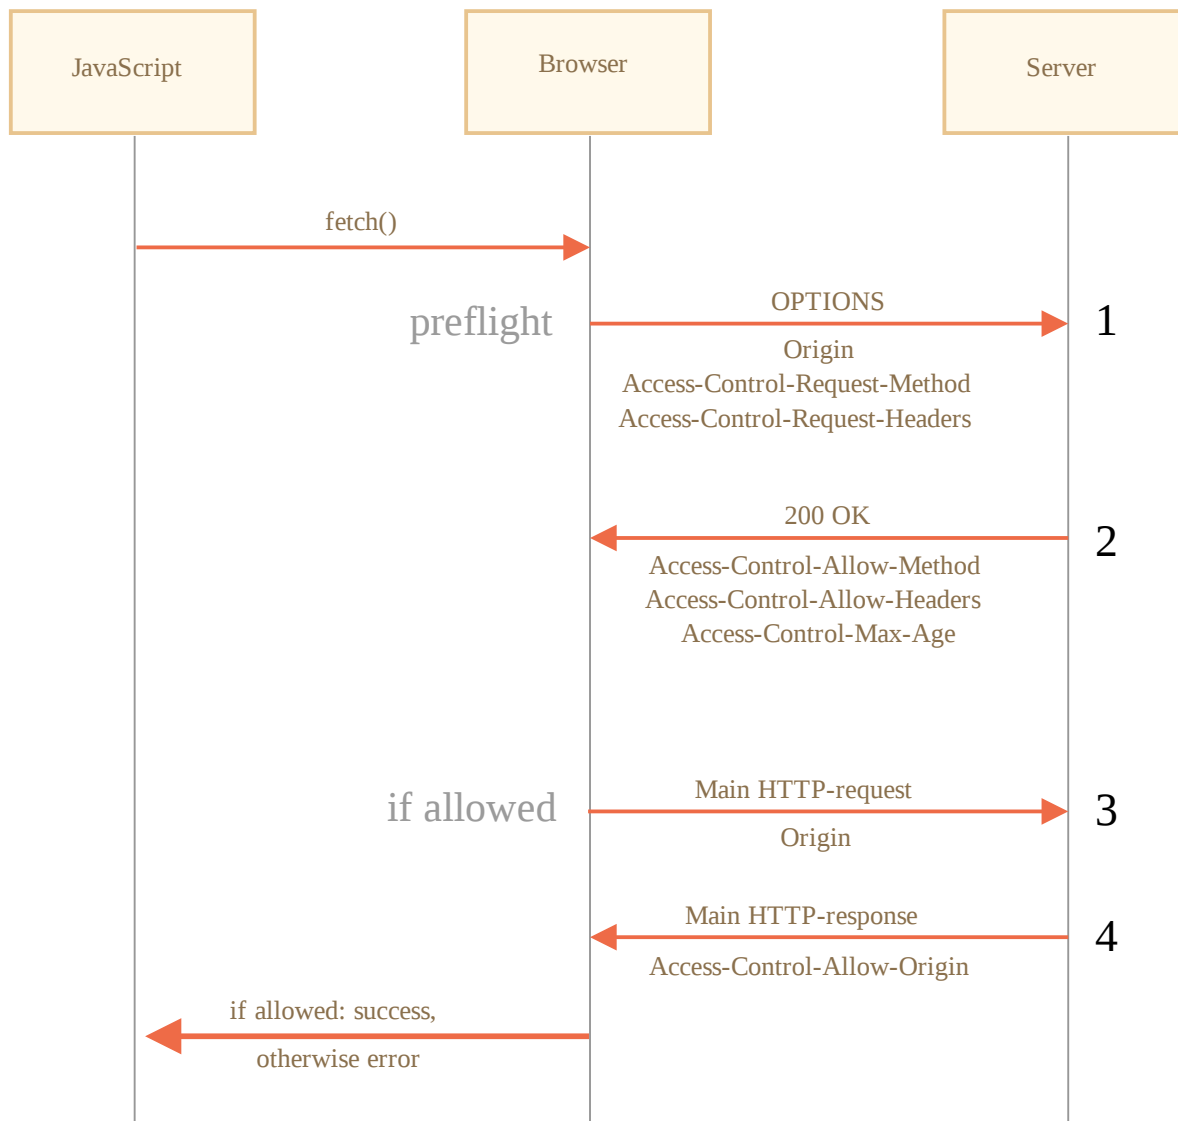 JavaScript
Browser
Server
fetch()
preflight
OPTIONS
1
Origin
Access-Control-Request-Method
Access-Control-Request-Headers
200 OK
2
Access-Control-Allow-Method
Access-Control-Allow-Headers
Access-Control-Max-Age
if allowed
Main HTTP-request
3
Origin
Main HTTP-response
4
Access-Control-Allow-Origin
if allowed: success,
otherwise error